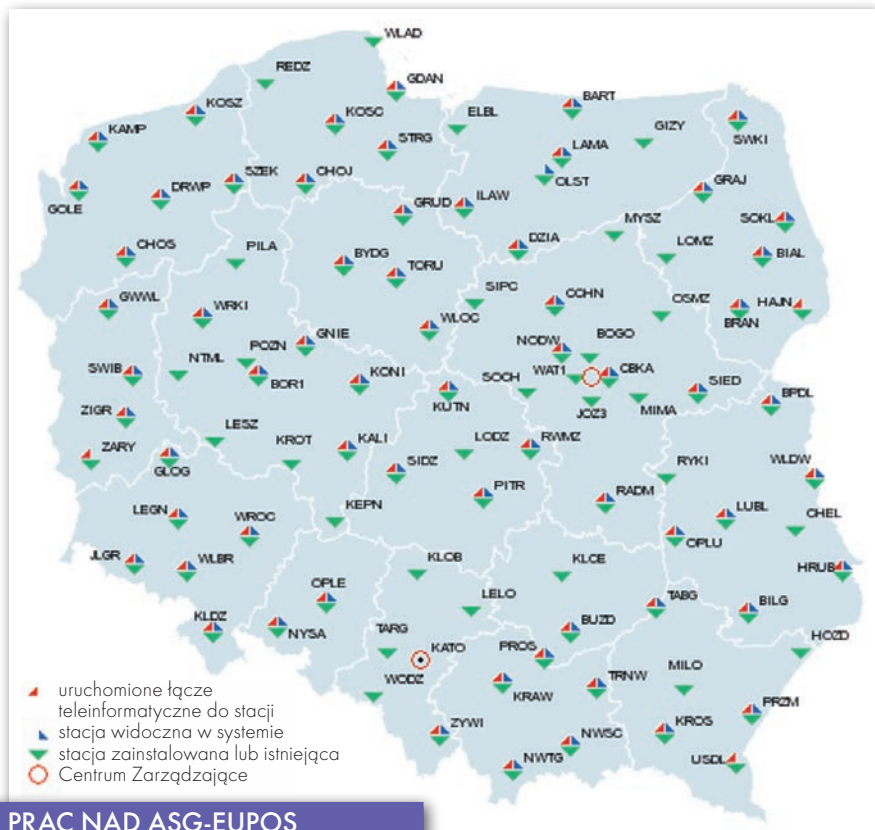 WLAD
REDZ
GDAN
KOSZ
KOSC
BART
ELBL
GIZY
SWKI
KAMP
STRG
LAMA
OLST
SZEK
CHOJ
GRAJ
GOLE
DRWP
GRUD
ILAW
SOKL
MYSZ
CHOS
PILA
BYDG
TORU
DZIA
LOMZ
BIAL
GWWL
WRKI
SIPC
CCHN
OSMZ
BRAN
HAJN
WLOC
GNIE
POZN
NODW
BOGO
NTML
SWIB
BOR1
KONI
SOCH
WAT1
CBKA
SIED
BPDL
KUTN
JOZ3
MIMA
ZIGR
LESZ
ZARY
KROT
KALI
LODZ
RWMZ
GLOG
SIDZ
RYKI
WLDW
PITR
RADM
LEGN
WROC
KEPN
LUBL
CHEL
OPLU
JLGR
WLBR
KLOB
KLCE
HRUB
OPLE
LELO
TABG
BILG
KLDZ
NYSA
TARG
KATO
BUZD
PROS
HOZD
WODZ
KRAW
TRNW
MILO
PRZM
ZYWI
KROS
NWSC
NWTG
USDL
uruchomione łącze
teleinformatyczne do stacji
stacja widoczna w systemie
stacja zainstalowana lub istniejąca
Centrum Zarządzające
PRAC NAD ASG-EUPOS